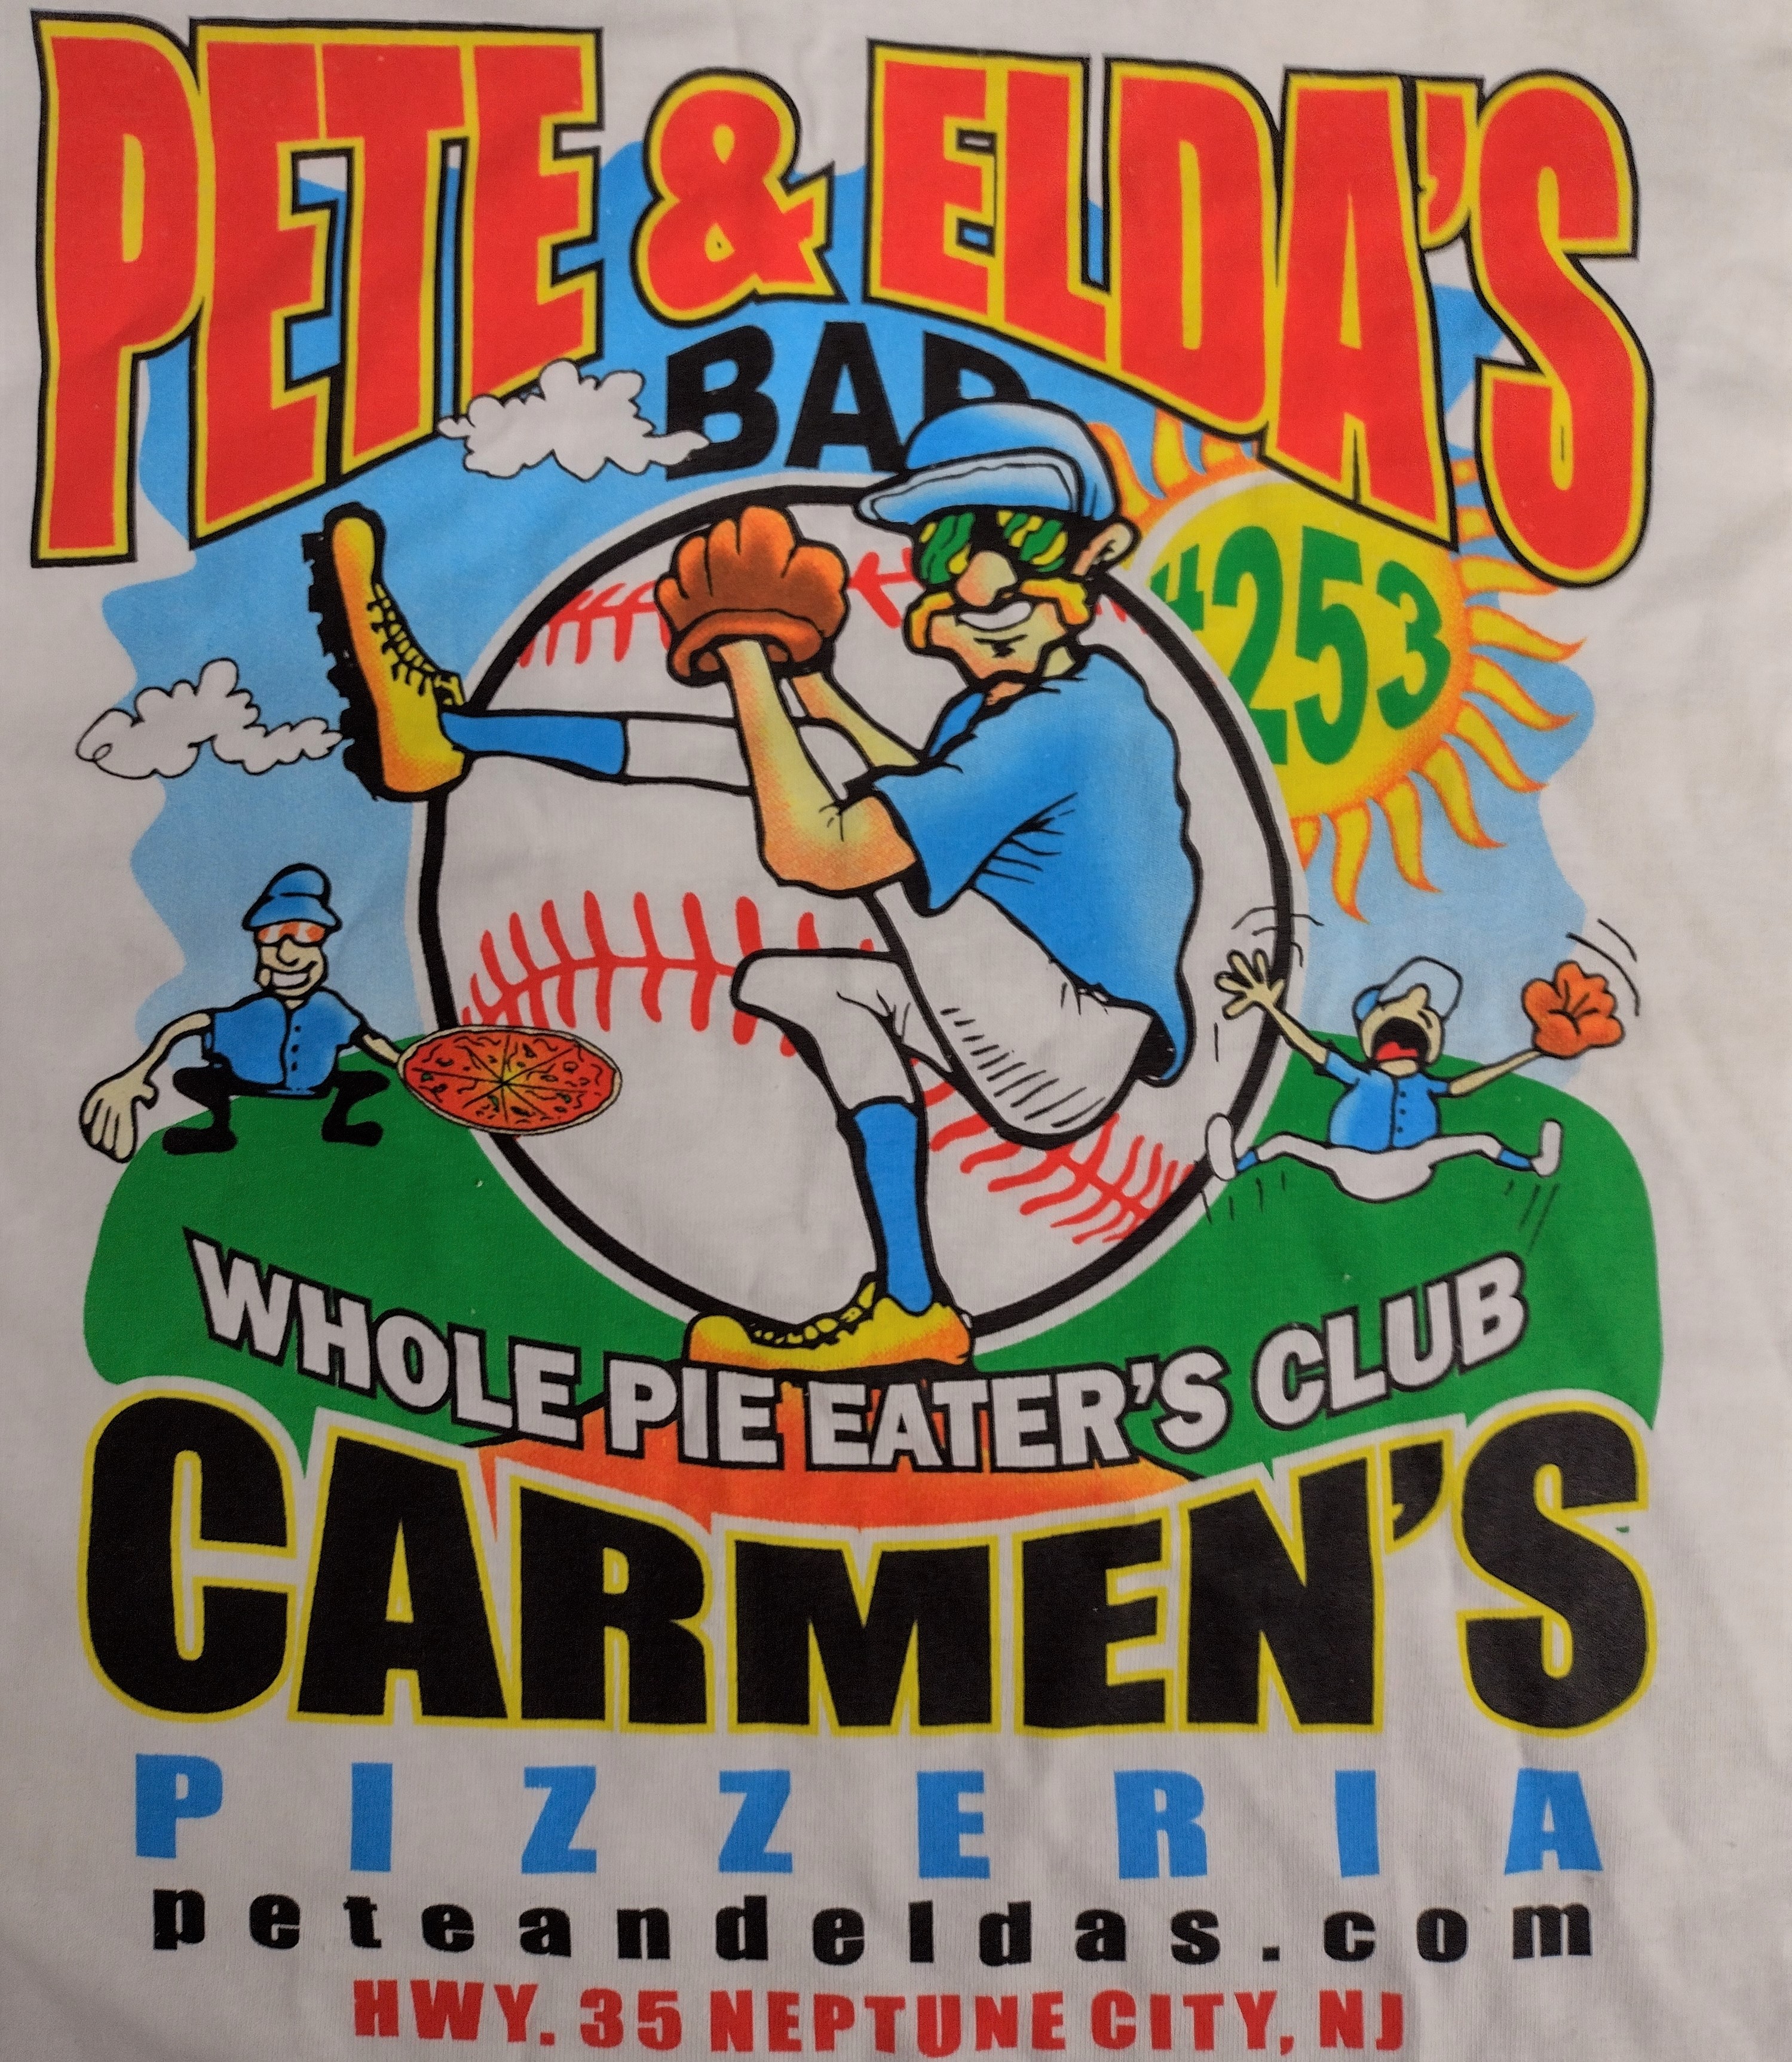 PETE & ELDA'S
BAR
#253
WHOLE PIE EATER'S CLUB
CARMEN'S
PIZZERIA
peteandeldas.com
HWY. 35 NEPTUNE CITY, NJ